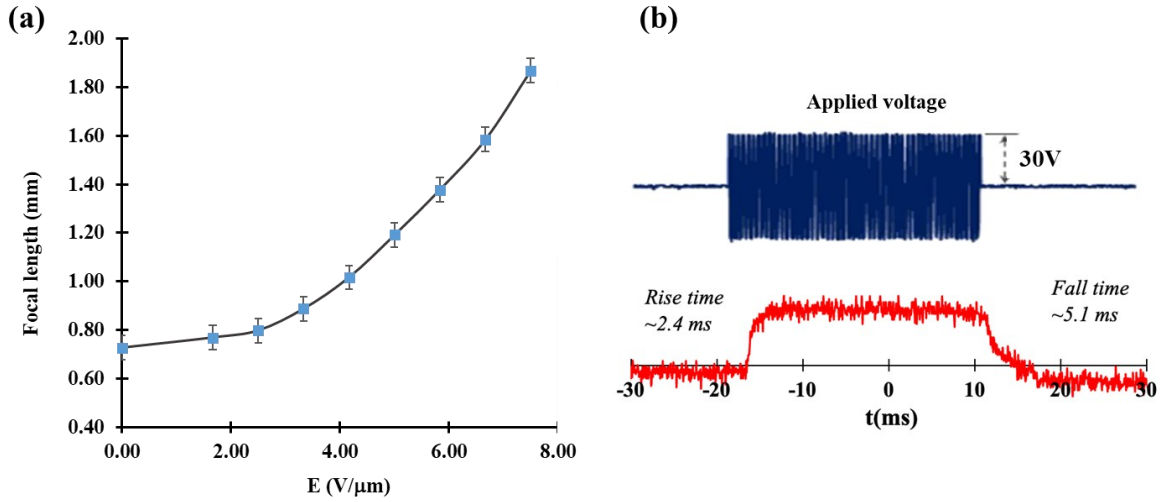 (a)
2.00
1.80
1.60
1.40
1.20
1.00
0.80
0.60
0.40
Focal length (mm)
0.00 2.00 4.00 6.00 8.00
E (V/μm)
(b)
Applied voltage
30V
Rise time
~2.4 ms
Fall time
~5.1 ms
-30 -20 -10 0 10 20 30
t(ms)